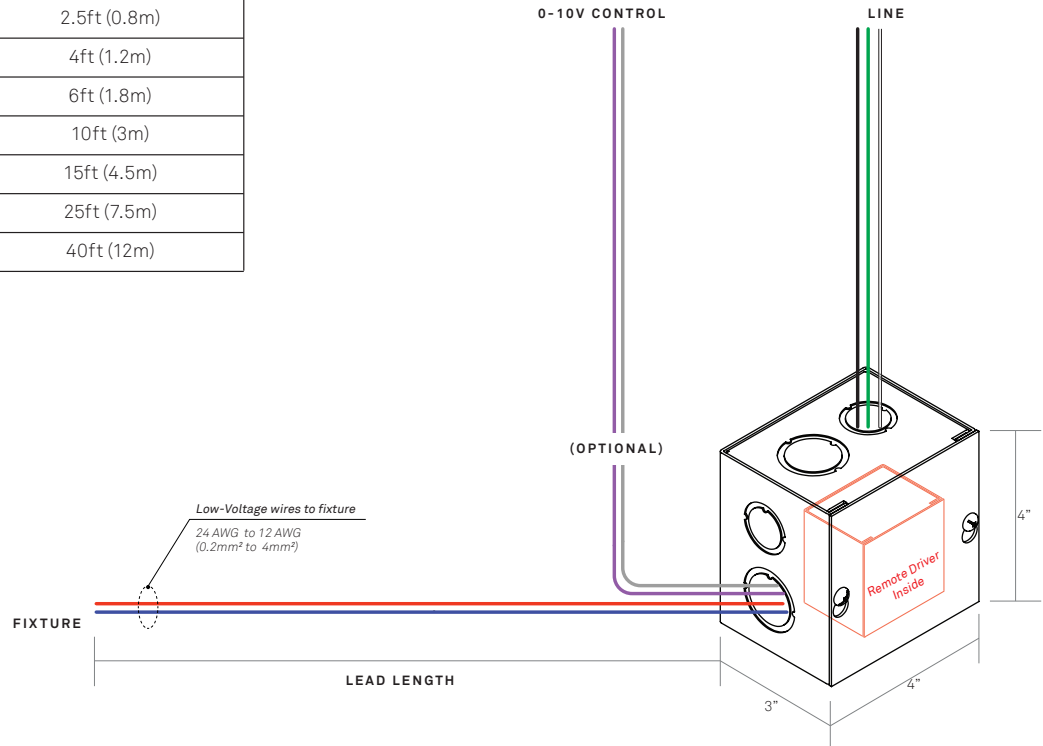 2.5ft (0.8m)
4ft (1.2m)
6ft (1.8m)
10ft (3m)
15ft (4.5m)
25ft (7.5m)
40ft (12m)
0-10V CONTROL
LINE
(OPTIONAL)
Low-Voltage wires to fixture
24 AWG to 12 AWG
(0.2mm² to 4mm²)
FIXTURE
LEAD LENGTH
Remote Driver
Inside
4”
4”
3”